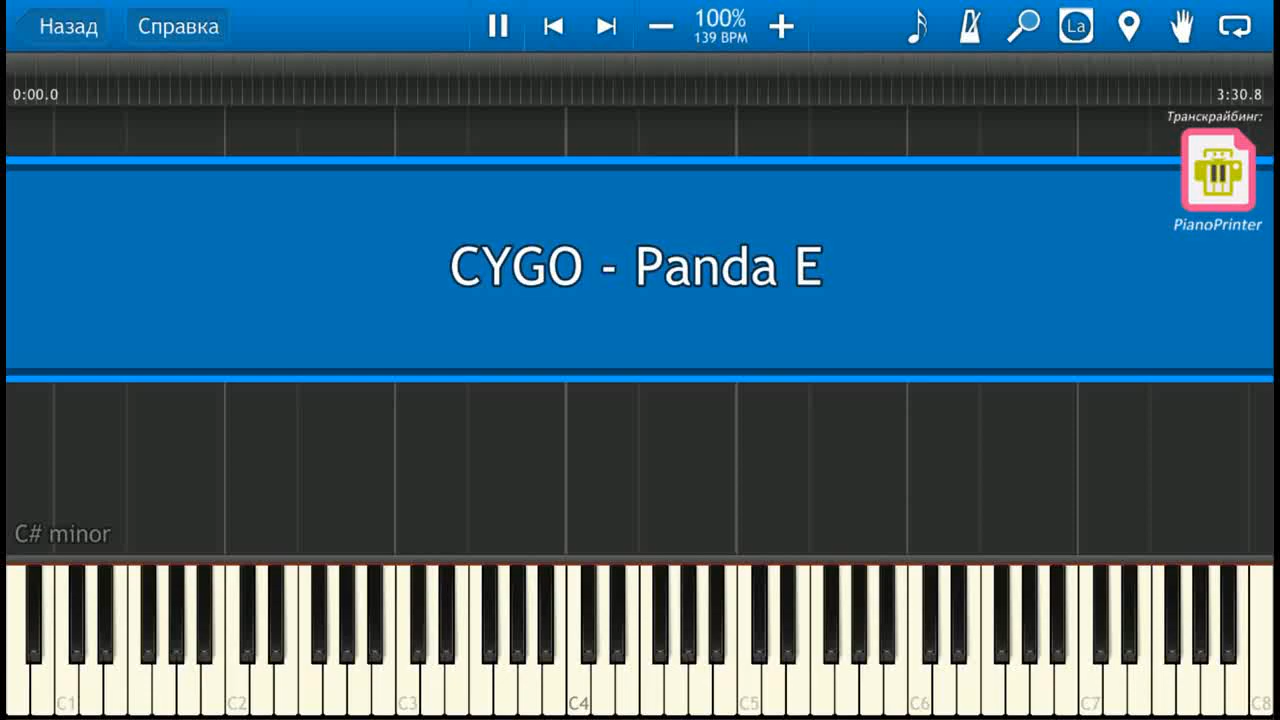 Назад
Справка
100%
139 BPM
La
0:00.0
3:30.8
Транскрайбинг:
PianoPrinter
CYGO - Panda E
C# minor
C1
C2
C3
C4
C5
C6
C7
C8